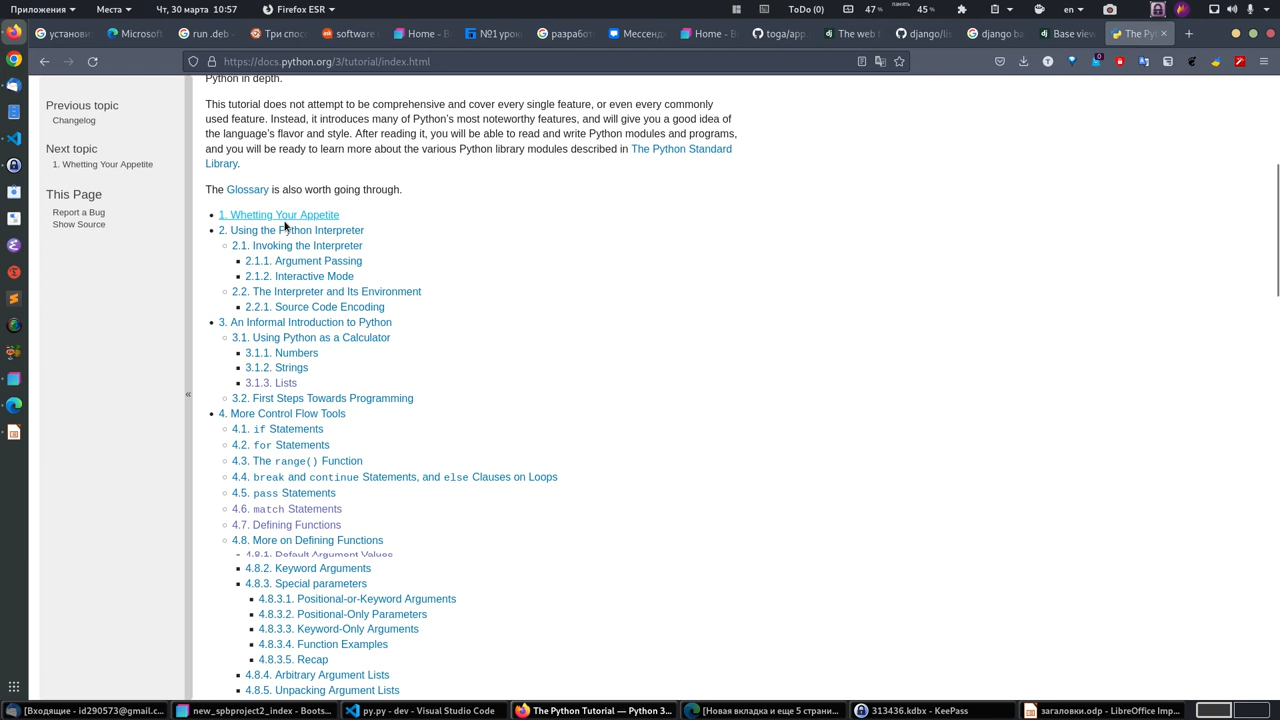 Приложения
Места
Чт, 30 марта 10:57
Firefox ESR
ToDo (0)
47 %
память
45 %
установи
Microsoft
run .deb -
Три спосо
software
Home - B
№1 уроки
разработ
Мессенд
Home - B
toga/app.
The web f
Джангли
django ba
Base view
The Pyt
https://docs.python.org/3/tutorial/index.html
Python in depth.
This tutorial does not attempt to be comprehensive and cover every single feature, or even every commonly
used feature. Instead, it introduces many of Python's most noteworthy features, and will give you a good idea of
the language's flavor and style. After reading it, you will be able to read and write Python modules and programs,
and you will be ready to learn more about the various Python library modules described in The Python Standard
Library.
The Glossary is also worth going through.
Previous topic
Changelog
Next topic
1. Whetting Your Appetite
This Page
Report a Bug
Show Source
«
1. Whetting Your Appetite
2. Using the Python Interpreter
2.1. Invoking the Interpreter
2.1.1. Argument Passing
2.1.2. Interactive Mode
2.2. The Interpreter and Its Environment
2.2.1. Source Code Encoding
3. An Informal Introduction to Python
3.1. Using Python as a Calculator
3.1.1. Numbers
3.1.2. Strings
3.1.3. Lists
3.2. First Steps Towards Programming
4. More Control Flow Tools
4.1. if Statements
4.2. for Statements
4.3. The range() Function
4.4. break and continue Statements, and else Clauses on Loops
4.5. pass Statements
4.6. match Statements
4.7. Defining Functions
4.8. More on Defining Functions
4.8.1. Default Argument Values
4.8.2. Keyword Arguments
4.8.3. Special parameters
4.8.3.1. Positional-or-Keyword Arguments
4.8.3.2. Positional-Only Parameters
4.8.3.3. Keyword-Only Arguments
4.8.3.4. Function Examples
4.8.3.5. Recap
4.8.4. Arbitrary Argument Lists
4.8.5. Unpacking Argument Lists
[Входящие - id290573@gmail.c...
new_spbproject2_index - Boots...
py.py - dev - Visual Studio Code
The Python Tutorial — Python 3...
[Новая вкладка и еще 5 страни...
313436.kdbx - KeePass
загаловки.odp - LibreOffice Imp...